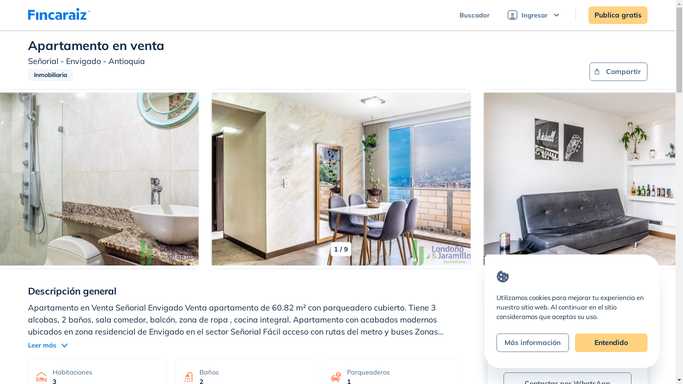 Fincaraiz
Buscador
Ingresar
Publica gratis
Apartamento en venta
Señorial - Envigado - Antioquia
Inmobiliaria
Compartir
1 / 9
Londoño
& Jaramillo
Descripción general
Apartamento en Venta Señorial Envigado Venta apartamento de 60.82 m² con parqueadero cubierto. Tiene 3
alcobas, 2 baños, sala comedor, balcón, zona de ropa , cocina integral. Apartamento con acabados modernos
ubicados en zona residencial de Envigado en el sector Señorial Fácil acceso con rutas del metro y buses Zonas...
Leer más
Habitaciones
3
Baños
2
Parqueaderos
1
Utilizamos cookies para mejorar tu experiencia en
nuestro sitio web. Al continuar en el sitio
consideramos que aceptas su uso.
Más información
Entendido
Contactar por WhatsApp